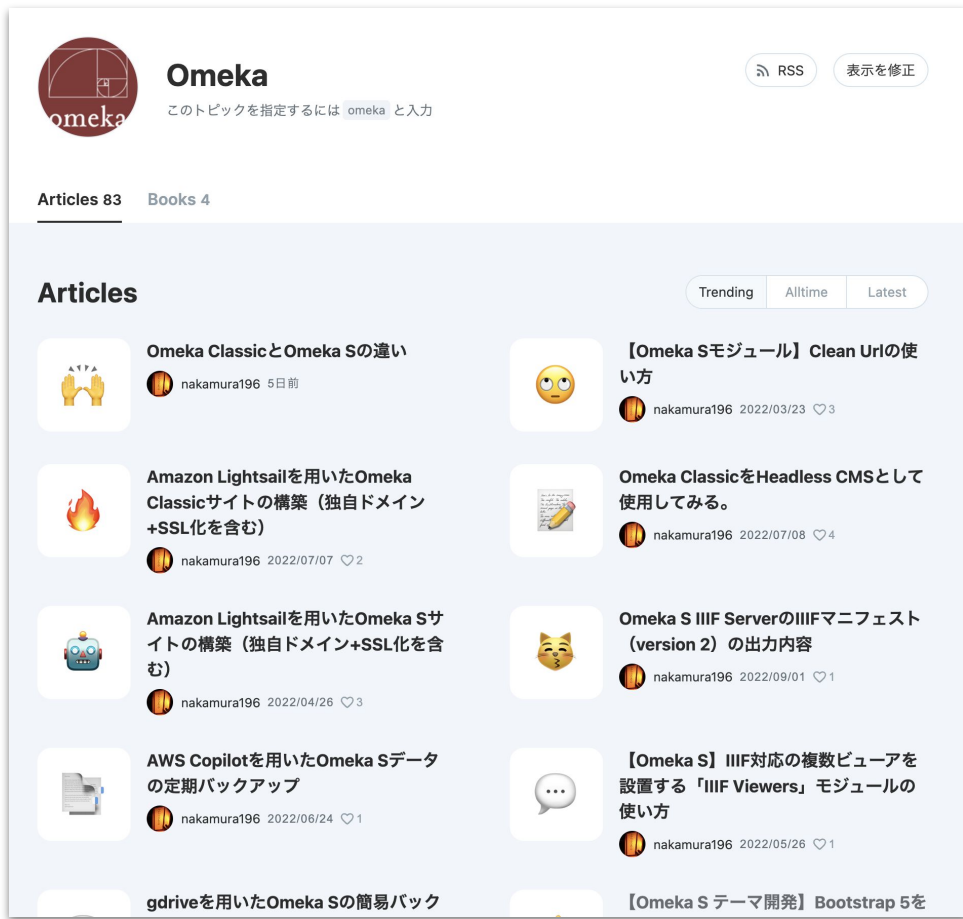 omeka
Omeka
このトピックを指定するには omeka と入力
RSS
表示を修正
Articles 83
Books 4
Articles
Trending
Alltime
Latest
Omeka ClassicとOmeka Sの違い
nakamura196 5日前
【Omeka Sモジュール】Clean Urlの使
い方
nakamura196 2022/03/23 ♡3
Amazon Lightsailを用いたOmeka
Classicサイトの構築（独自ドメイン
+SSL化を含む）
nakamura196 2022/07/07 ♡2
Omeka ClassicをHeadless CMSとして
使用してみる。
nakamura196 2022/07/08 ♡4
Amazon Lightsailを用いたOmeka Sサ
イトの構築（独自ドメイン+SSL化を含
む）
nakamura196 2022/04/26 ♡3
Omeka S IIIF ServerのIIIFマニフェスト
（version 2）の出力内容
nakamura196 2022/09/01 ♡1
AWS Copilotを用いたOmeka Sデータ
の定期バックアップ
nakamura196 2022/06/24 ♡1
【Omeka S】IIIF対応の複数ビューアを
設置する「IIIF Viewers」モジュールの
使い方
nakamura196 2022/05/26 ♡1
gdriveを用いたOmeka Sの簡易バック
【Omeka S テーマ開発】Bootstrap 5を